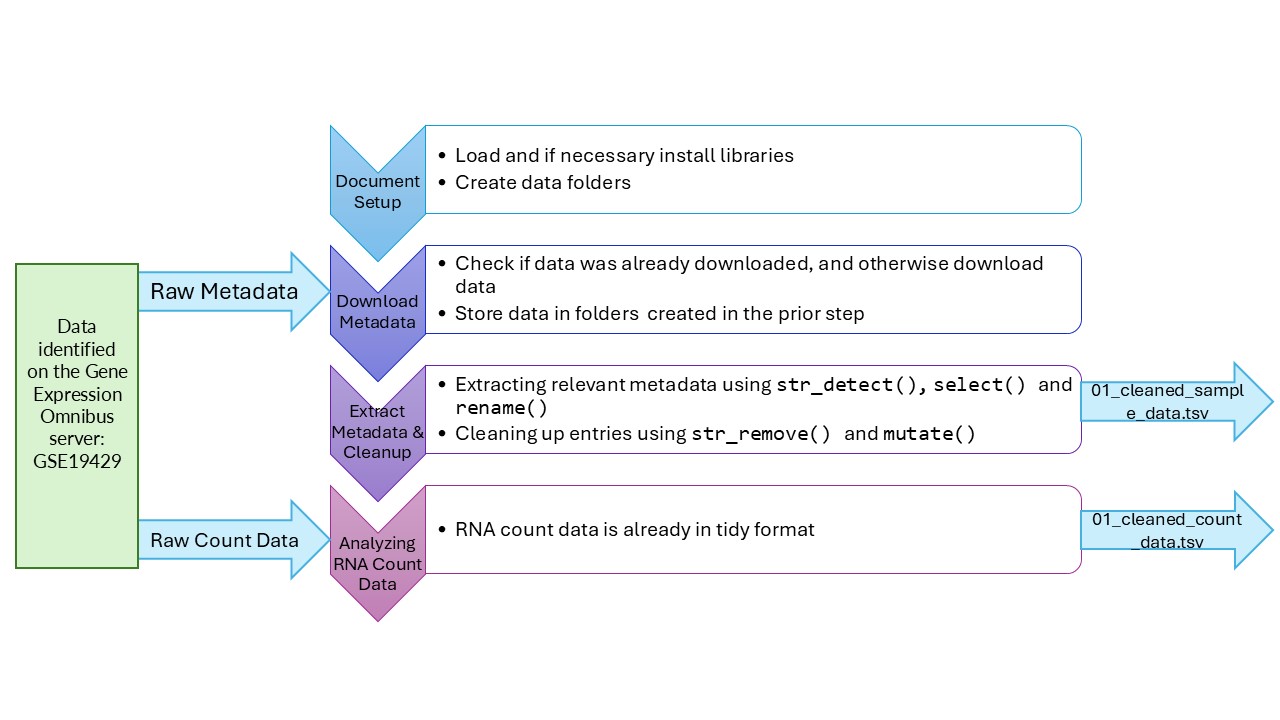 Data
identified
on the Gene
Expression
Omnibus
server:
GSE19429
Raw Metadata
Raw Count Data
Document
Setup
• Load and if necessary install libraries
• Create data folders
Download
Metadata
• Check if data was already downloaded, and otherwise download
data
• Store data in folders created in the prior step
Extract
Metadata &
Cleanup
• Extracting relevant metadata using str_detect(), select() and
rename()
• Cleaning up entries using str_remove() and mutate()
01_cleaned_sampl
e_data.tsv
Analyzing
RNA Count
Data
• RNA count data is already in tidy format
01_cleaned_count
_data.tsv